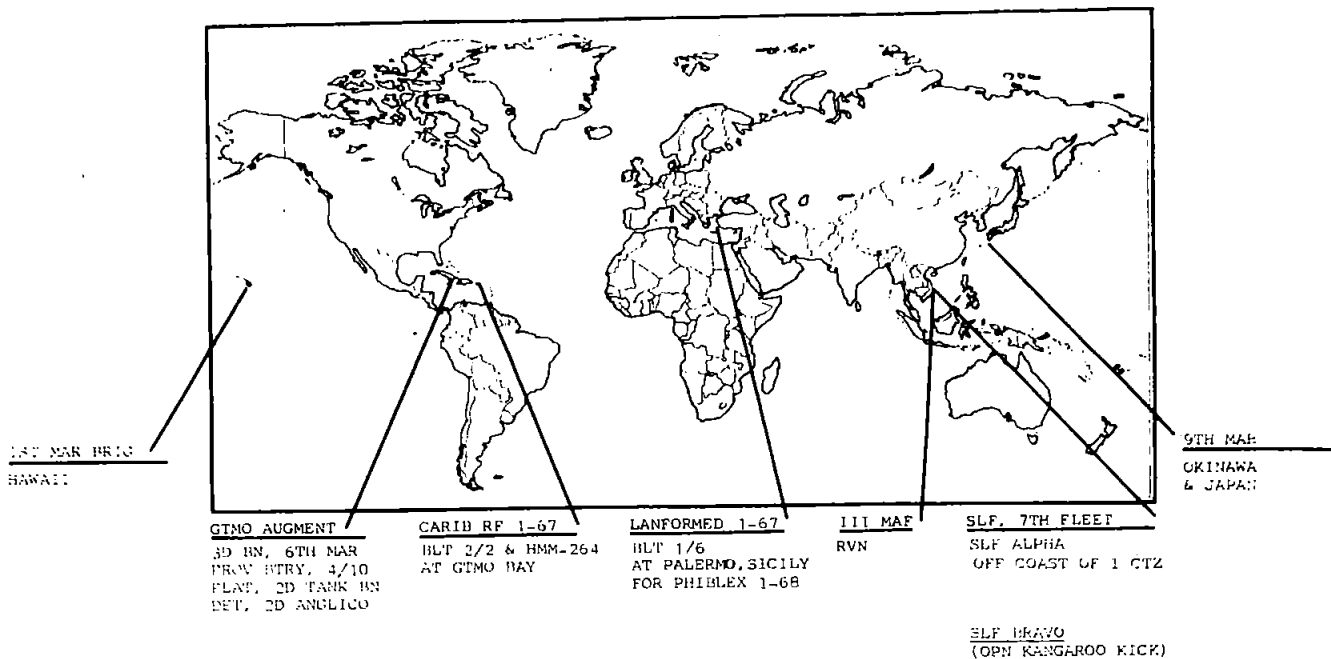 1ST MAR BRIG
HAWAII
GTMO AUGMENT
3D BN, 6TH MAR
PROV BTRY, 4/10
PLAT, 2D TANK BN
DET, 2D ANGLICO
CARIB RF 1-67
BLT 2/2 & HMM-264
AT GTMO BAY
LANFORMED 1-67
BLT 1/6
AT PALERMO, SICILY
FOR PHIBLEX 1-68
III MAF
RVN
SLF, 7TH FLEET
SLF ALPHA
OFF COAST OF 1 CTZ
SLF BRAVO
(OPN KANGAROO KICK)
9TH MAB
OKINAWA
& JAPAN